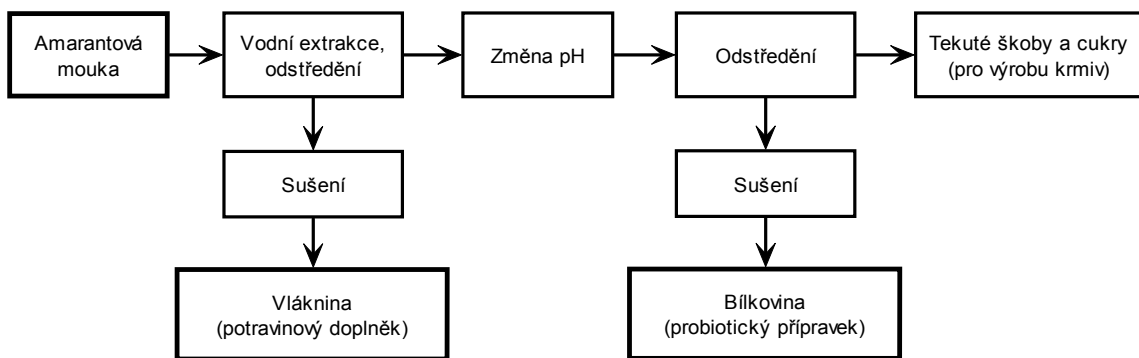 Amarantová
mouka
Vodní extrakce,
odstředění
Změna pH
Odstředění
Tekuté škoby a cukry
(pro výrobu krmiv)
Sušení
Sušení
Vláknina
(potravinový doplněk)
Bílkovina
(probiotický přípravek)